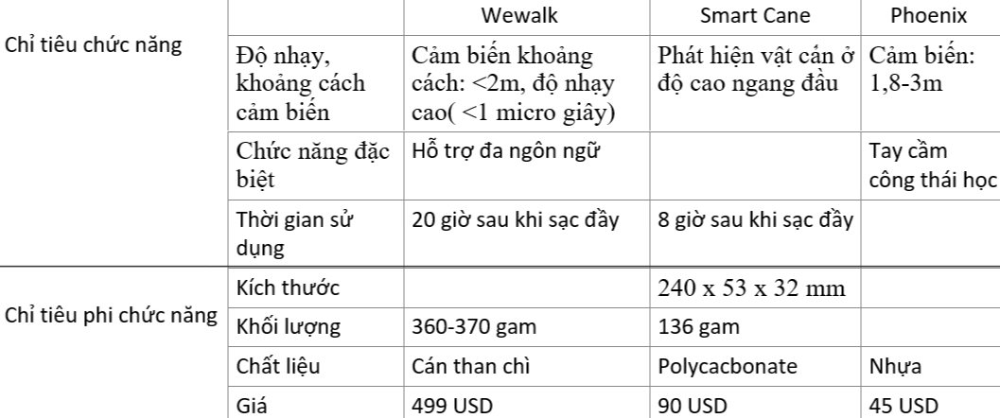 Wewalk Smart Cane Phoenix
Chỉ tiêu chức năng
Độ nhạy, khoảng cách cảm biến
Cảm biến khoảng cách: <2m, độ nhạy cao( <1 micro giây)
Phát hiện vật cản ở độ cao ngang đầu
Cảm biến: 1,8-3m
Chức năng đặc biệt
Hỗ trợ đa ngôn ngữ
Tay cầm công thái học
Thời gian sử dụng
20 giờ sau khi sạc đầy
8 giờ sau khi sạc đầy
Chỉ tiêu phi chức năng
Kích thước
240 x 53 x 32 mm
Khối lượng
360-370 gam
136 gam
Chất liệu
Cán than chì
Polycacbonate
Nhựa
Giá
499 USD
90 USD
45 USD